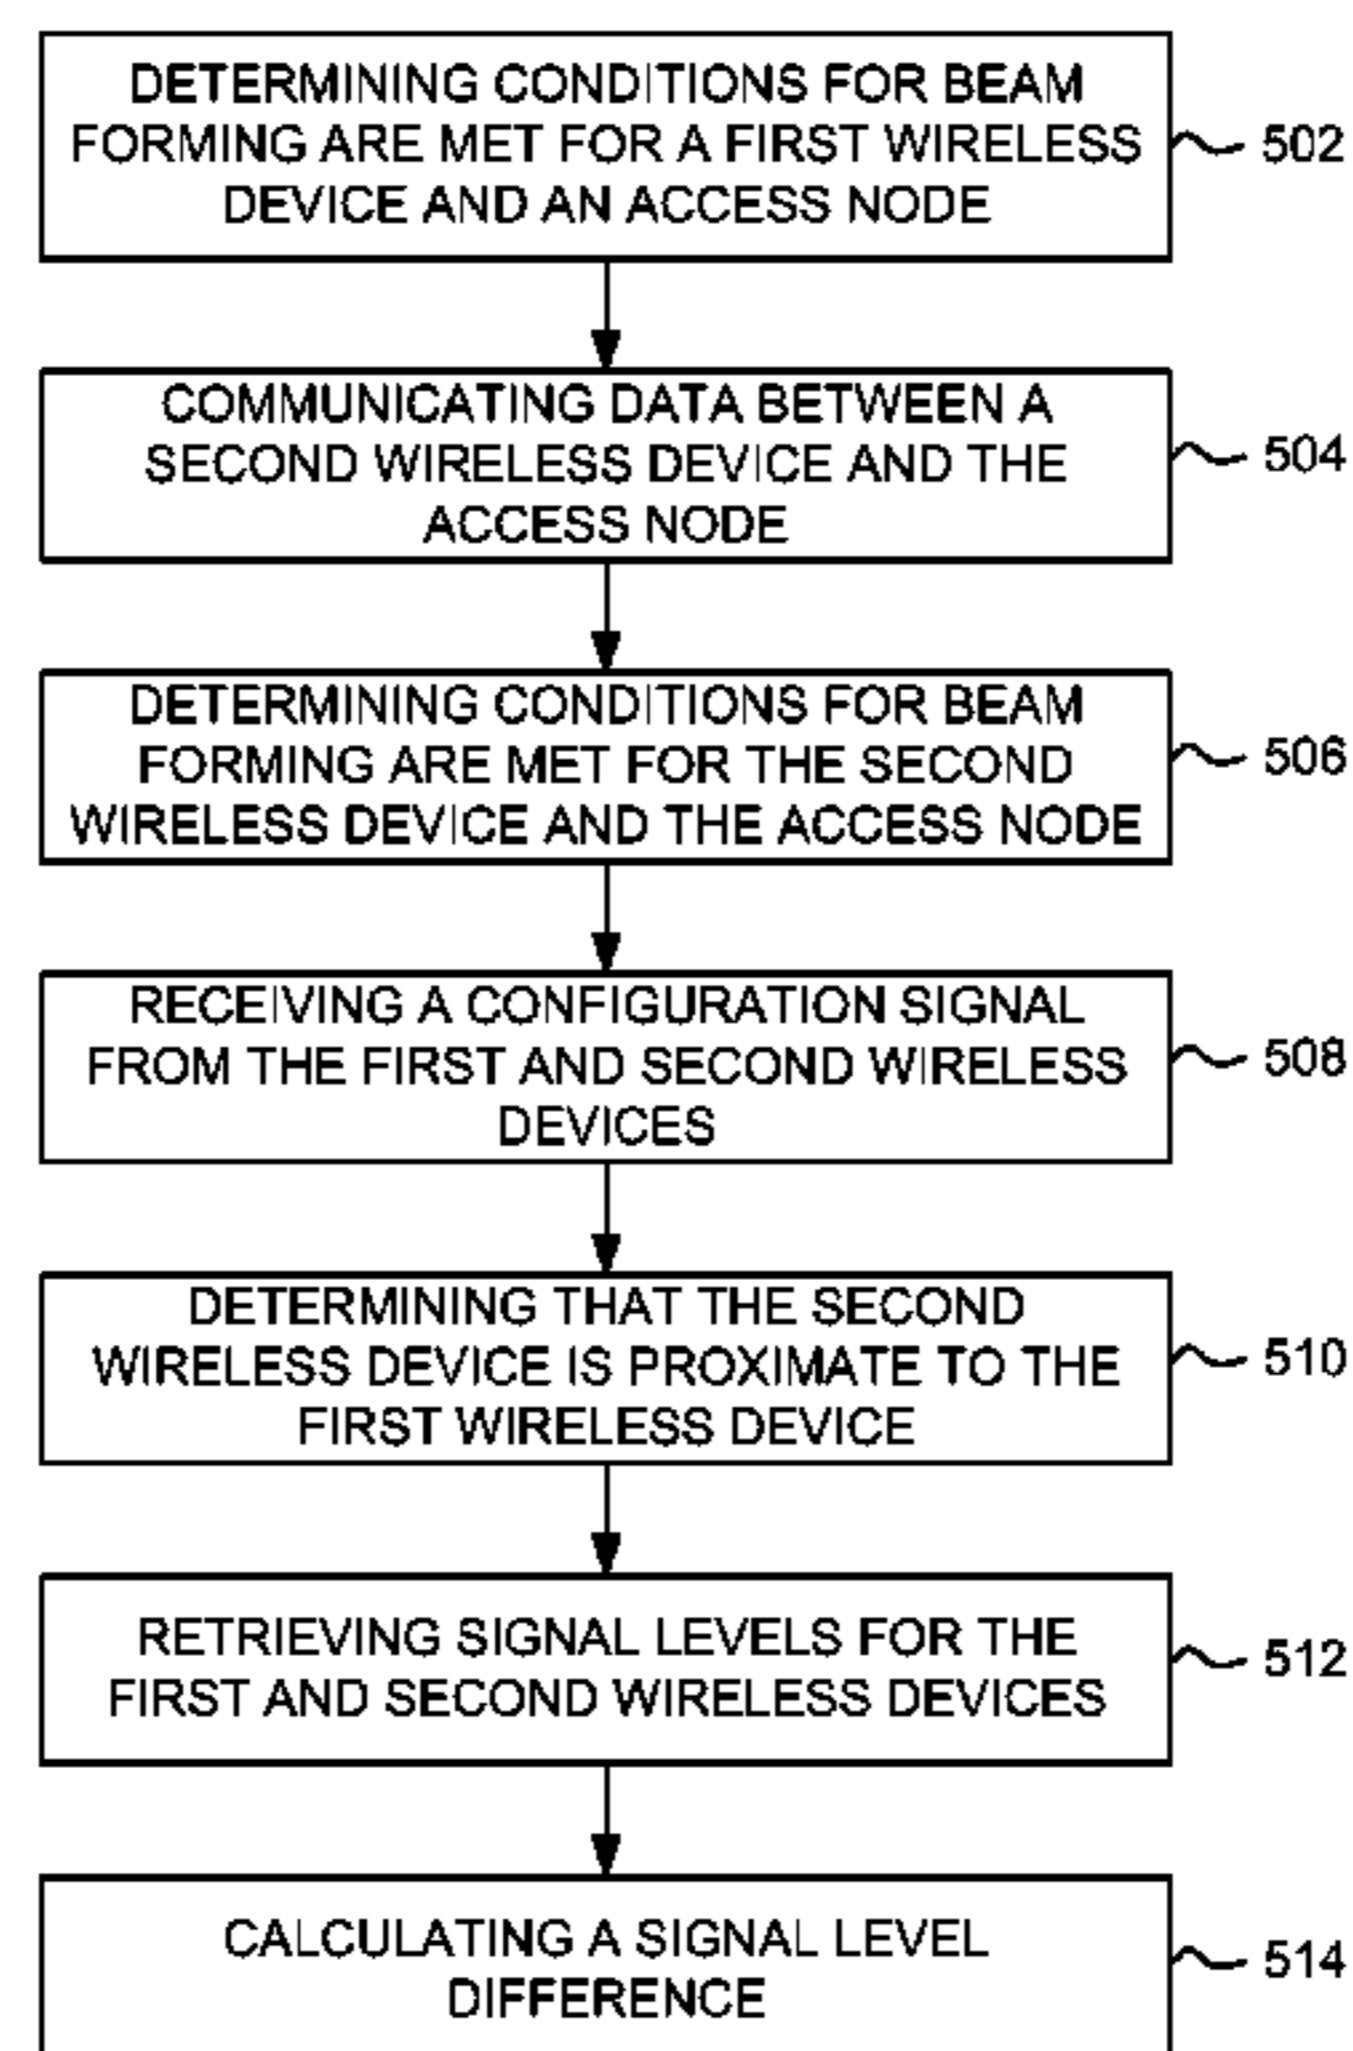 DETERMINING CONDITIONS FOR BEAM
FORMING ARE MET FOR A FIRST WIRELESS
DEVICE AND AN ACCESS NODE
502
COMMUNICATING DATA BETWEEN A
SECOND WIRELESS DEVICE AND THE
ACCESS NODE
504
DETERMINING CONDITIONS FOR BEAM
FORMING ARE MET FOR THE SECOND
WIRELESS DEVICE AND THE ACCESS NODE
506
RECEIVING A CONFIGURATION SIGNAL
FROM THE FIRST AND SECOND WIRELESS
DEVICES
508
DETERMINING THAT THE SECOND
WIRELESS DEVICE IS PROXIMATE TO THE
FIRST WIRELESS DEVICE
510
RETRIEVING SIGNAL LEVELS FOR THE
FIRST AND SECOND WIRELESS DEVICES
512
CALCULATING A SIGNAL LEVEL
DIFFERENCE
514